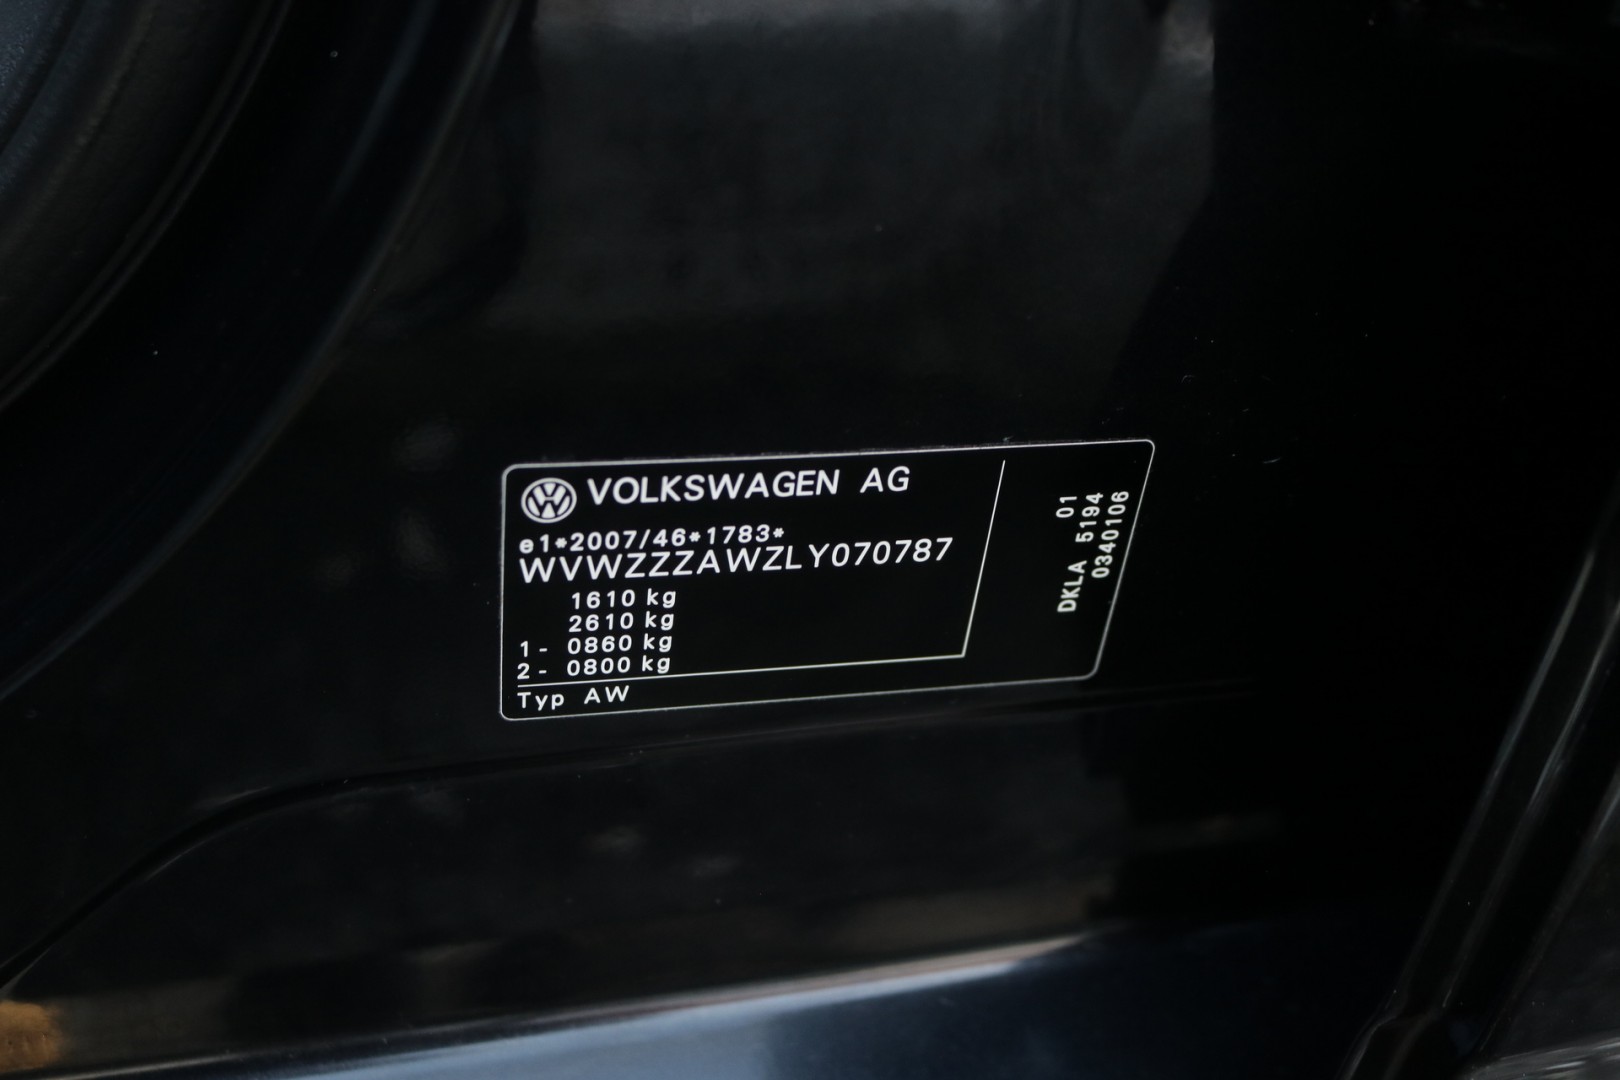 VOLKSWAGEN AG
e1*2007/46*1783*
WVWZZZAWZLY070787
1610 kg
2610 kg
1- 0860 kg
2- 0800 kg
Typ AW
01
DKLA 5194
0340106